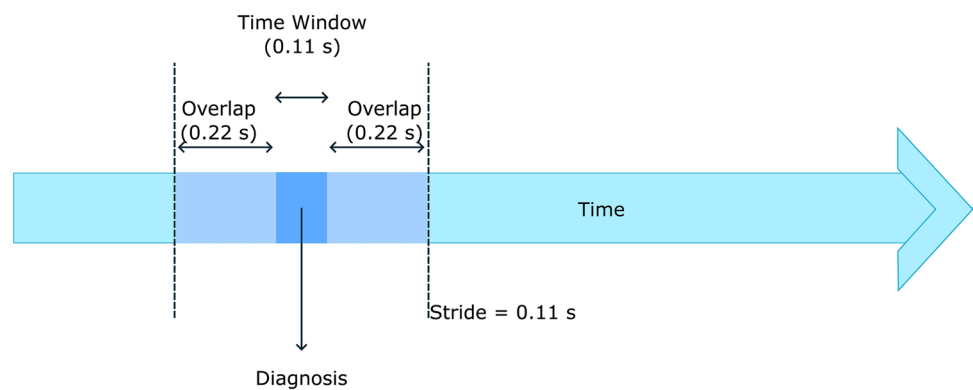 Time Window
(0.11 s)
Overlap
(0.22 s)
Overlap
(0.22 s)
Time
Stride = 0.11 s
Diagnosis